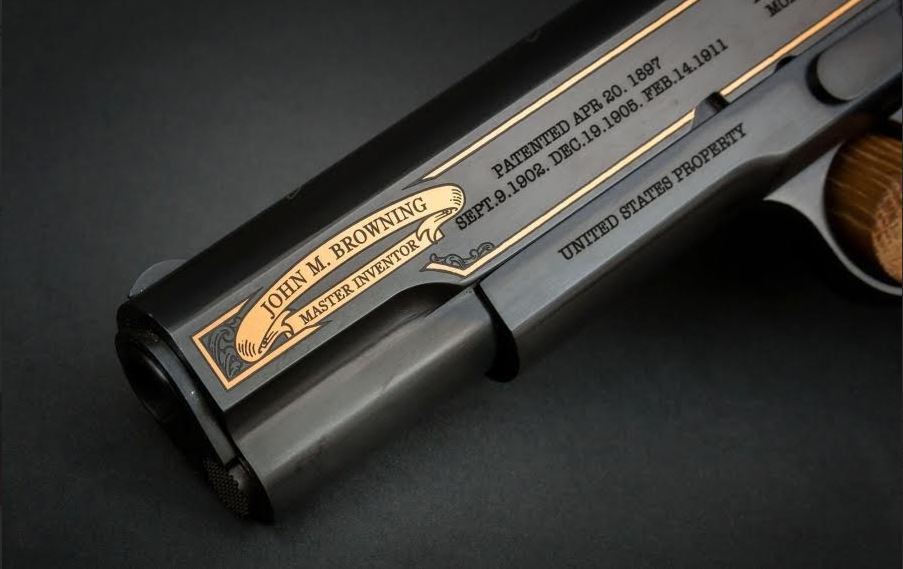 JOHN M. BROWNING
MASTER INVENTOR
PATENTED APR 20. 1897
SEPT.9.1902. DEC.19.1905. FEB.14.1911
UNITED STATES PROPERTY